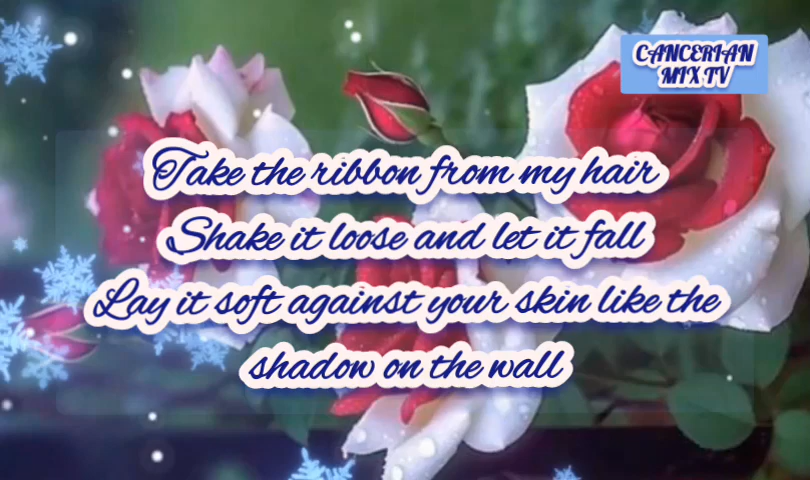 CANCERIAN
MIX TV
Take the ribbon from my hair
Shake it loose and let it fall
Lay it soft against your skin like the
shadow on the wall